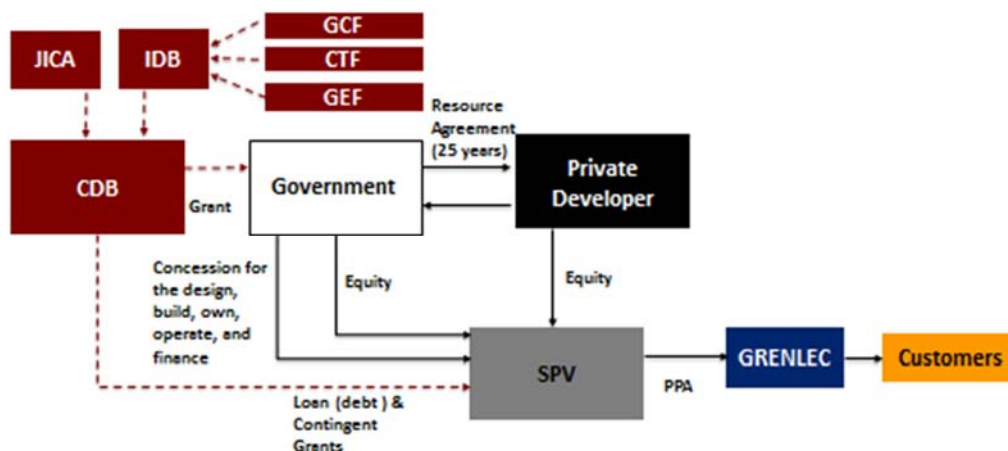 GCF
JICA
IDB
CTF
GEF
Resource
Agreement
(25 years)
CDB
Grant
Government
Private
Developer
Concession for
the design,
build, own,
operate, and
finance
Equity
Equity
SPV
PPA
GRENLEC
Customers
Loan (debt ) &
Contingent
Grants